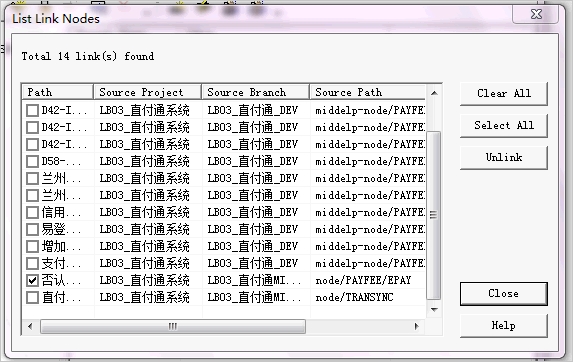 List Link Nodes
Total 14 link(s) found
Path Source Project Source Branch Source Path
D42-I... LB03_直付通系统 LB03_直付通_DEV middelp-node/PAYFE
D42-I... LB03_直付通系统 LB03_直付通_DEV middelp-node/PAYFE
D42-I... LB03_直付通系统 LB03_直付通_DEV middelp-node/PAYFE
D58-... LB03_直付通系统 LB03_直付通_DEV middelp-node/PAYFE
兰州... LB03_直付通系统 LB03_直付通_DEV middelp-node/PAYFE
兰州... LB03_直付通系统 LB03_直付通_DEV middelp-node/PAYFE
信用... LB03_直付通系统 LB03_直付通_DEV middelp-node/PAYFE
易登... LB03_直付通系统 LB03_直付通_DEV middelp-node/PAYFE
增加... LB03_直付通系统 LB03_直付通_DEV middelp-node/PAYFE
支付... LB03_直付通系统 LB03_直付通_DEV middelp-node/PAYFE
否认... LB03_直付通系统 LB03_直付通MI... node/PAYFEE/EPAY
直付... LB03_直付通系统 LB03_直付通MI... node/TRANSYNC
Clear All
Select All
Unlink
Close
Help